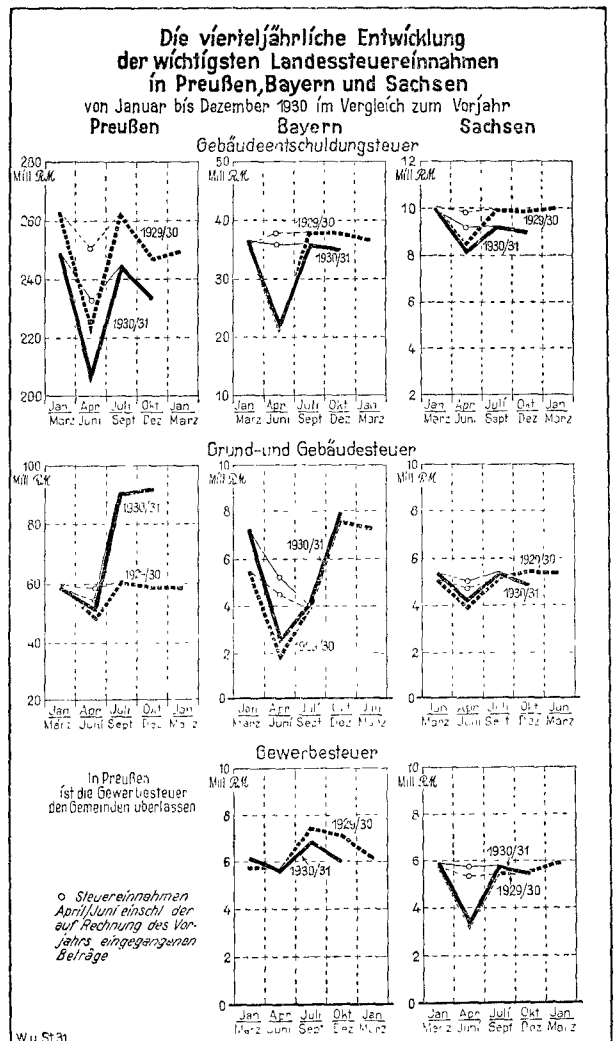 Die vierteljährliche Entwicklung
der wichtigsten Landessteuereinnahmen
in Preußen, Bayern und Sachsen
von Januar bis Dezember 1930 im Vergleich zum Vorjahr
Preußen Bayern Sachsen
Gebäudeentschuldungsteuer
280
Mill RM
260
240
220
200
1929/30
1930/31
Jan Apr Juli Okt Jan
März Juni Sept Dez März
50
Mill RM
40
30
20
10
1929/30
1930/31
Jan Apr Juli Okt Jan
März Juni Sept Dez März
12
Mill RM
10
8
6
4
2
1929/30
1930/31
Jan Apr Juli Okt Jan
März Juni Sept Dez März
Grund- und Gebäudesteuer
100
Mill RM
80
60
40
20
1930/31
Jan Apr Juli Okt Jan
März Juni Sept Dez März
10
Mill RM
8
6
4
2
0
1930/31
Jan Apr Juli Okt Jan
März Juni Sept Dez März
10
Mill RM
8
6
4
2
0
1929/30
1930/31
Jan Apr Juli Okt Jan
März Juni Sept Dez März
Gewerbesteuer
In Preußen
ist die Gewerbesteuer
den Gemeinden überlassen
o Steuereinnahmen
April/Juni einschl der
auf Rechnung des Vor-
jahrs eingegangenen
Beträge
10
Mill RM
8
6
4
2
0
1929/30
1930/31
Jan Apr Juli Okt Jan
März Juni Sept Dez März
10
Mill RM
8
6
4
2
0
1930/31
1929/30
Jan Apr Juli Okt Jan
März Juni Sept Dez März
W.u.St 31